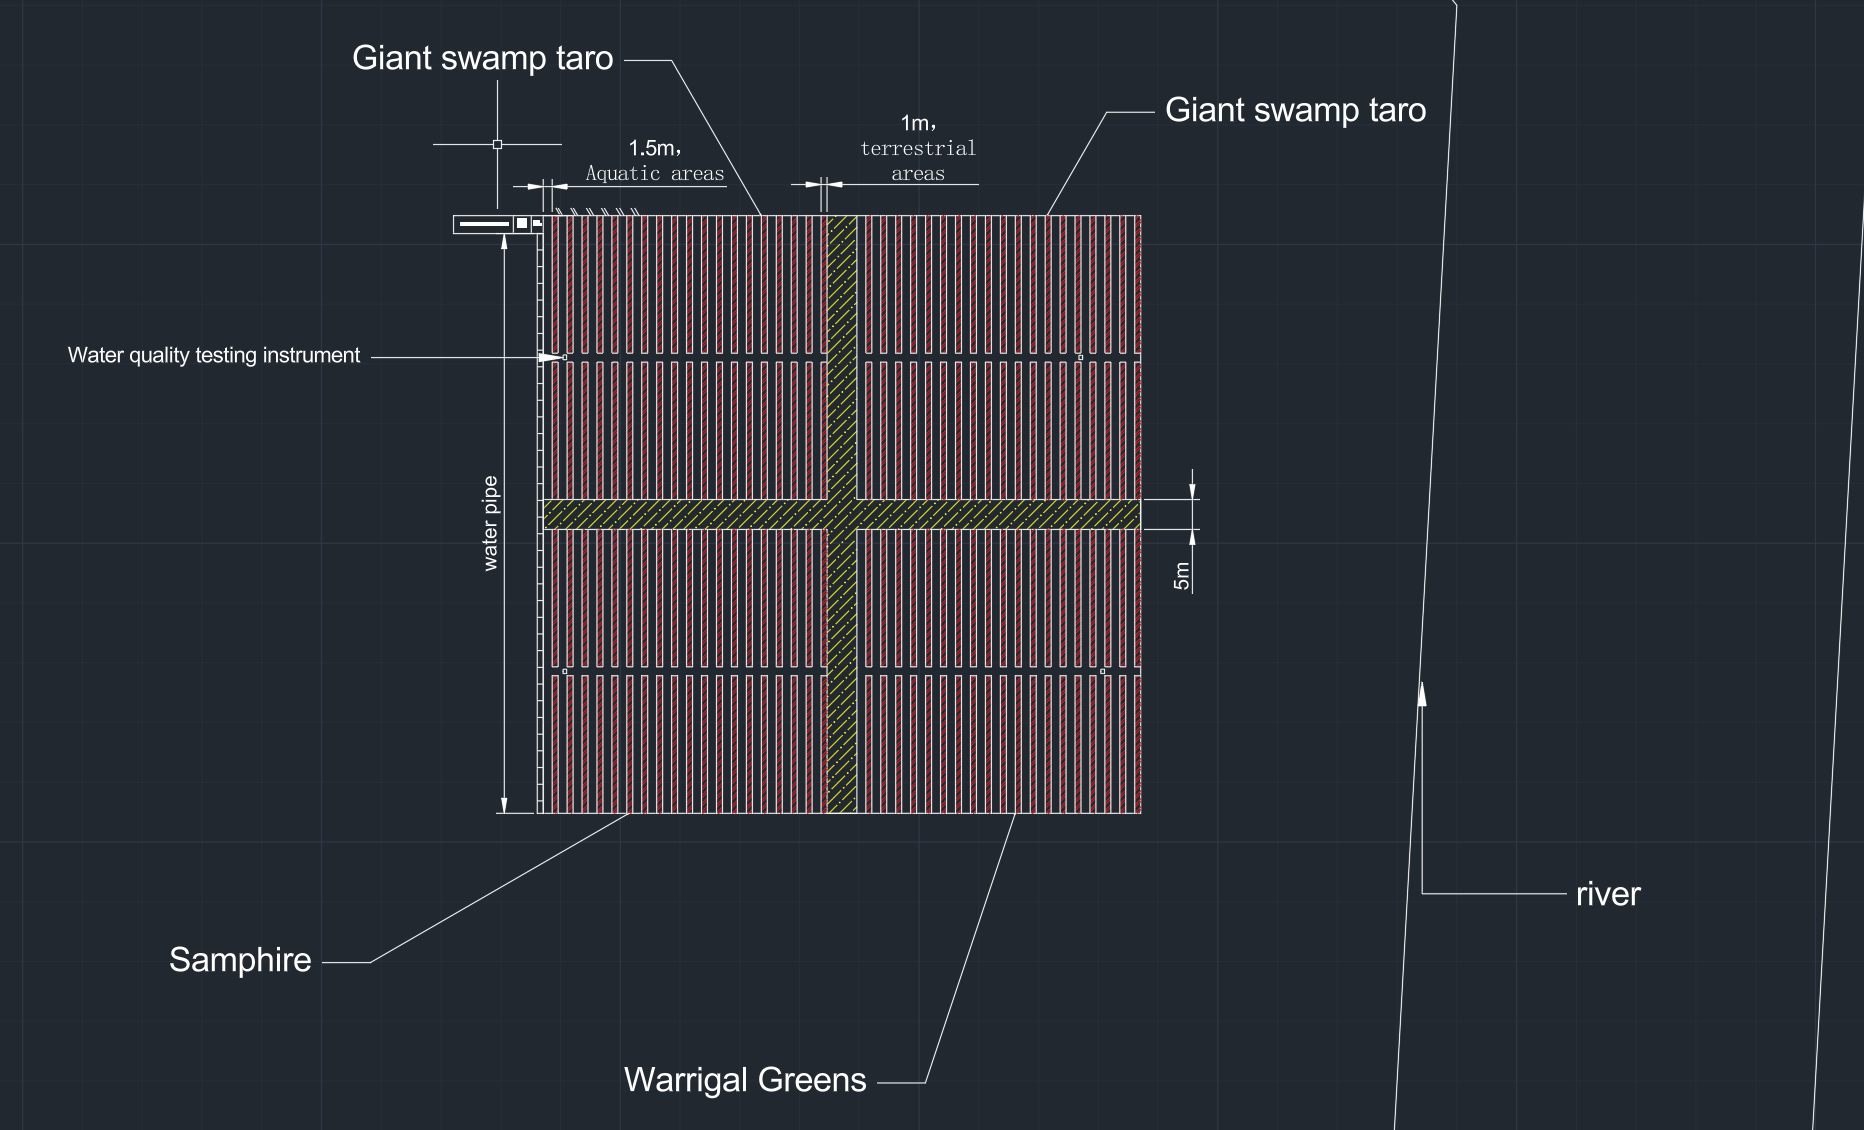 Giant swamp taro
Giant swamp taro
1m，
terrestrial
areas
1.5m，
Aquatic areas
Water quality testing instrument
water pipe
5m
river
Samphire
Warrigal Greens